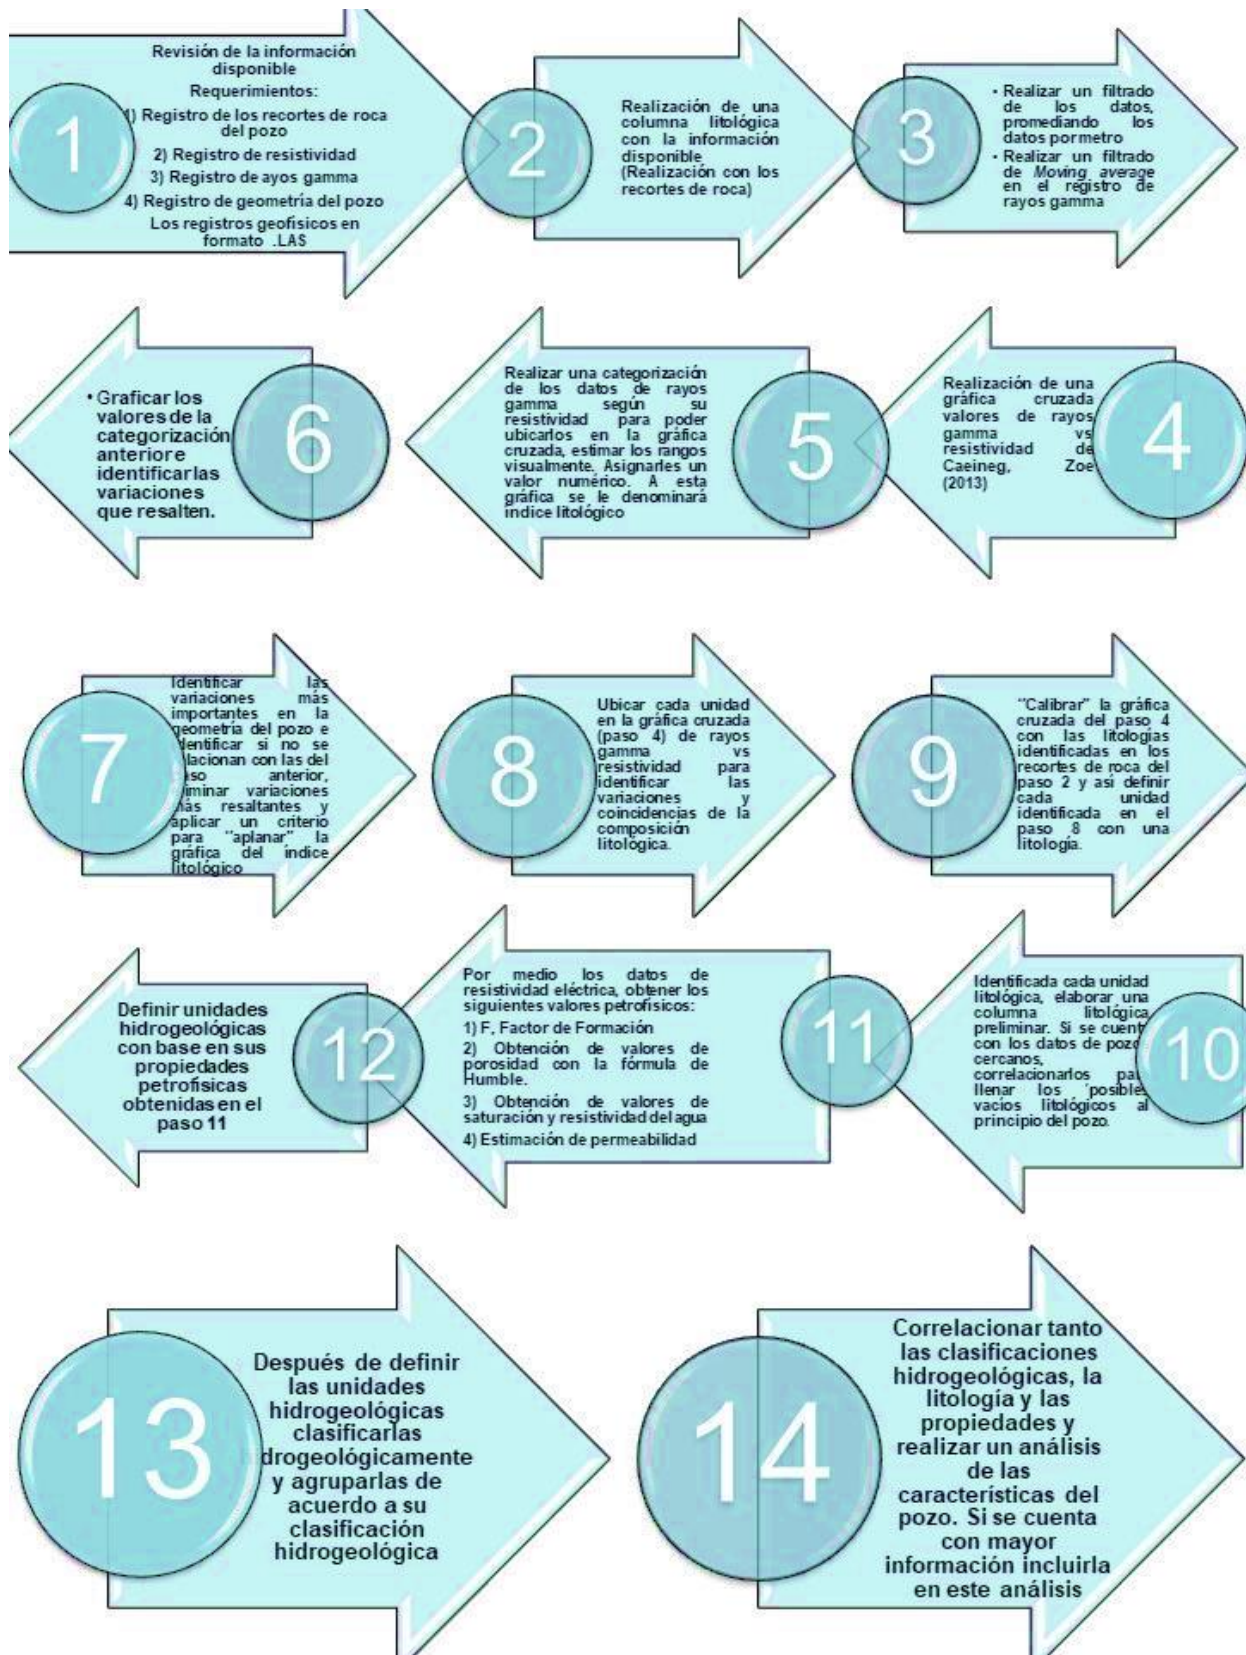 1
Revisión de la información
disponible
Requerimientos:
1) Registro de los recortes de roca
del pozo
2) Registro de resistividad
3) Registro de ayos gamma
4) Registro de geometría del pozo
Los registros geofísicos en
formato .LAS
2
Realización de una
columna litológica
con la información
disponible
(Realización con los
recortes de roca)
3
• Realizar un filtrado
de los datos,
promediando los
datos por metro
• Realizar un filtrado
de Moving average
en el registro de
rayos gamma
4
Realización de una
gráfica cruzada
valores de rayos
gamma vs
resistividad de
Caeineg, Zoe
(2013)
5
Realizar una categorización
de los datos de rayos
gamma según su
resistividad para poder
ubicarlos en la gráfica
cruzada, estimar los rangos
visualmente. Asignarles un
valor numérico. A esta
gráfica se le denominará
índice litológico
6
• Graficar los
valores de la
categorización
anterior e
identificar las
variaciones
que resalten.
7
Identificar las
variaciones más
importantes en la
geometría del pozo e
identificar si no se
relacionan con las del
paso anterior,
eliminar variaciones
más resaltantes y
aplicar un criterio
para "aplanar" la
gráfica del índice
litológico
8
Ubicar cada unidad
en la gráfica cruzada
(paso 4) de rayos
gamma vs
resistividad para
identificar las
variaciones y
coincidencias de la
composición
litológica.
9
"Calibrar" la gráfica
cruzada del paso 4
con las litologías
identificadas en los
recortes de roca del
paso 2 y así definir
cada unidad
identificada en el
paso 8 con una
litología.
10
Identificada cada unidad
litológica, elaborar una
columna litológica
preliminar. Si se cuent
con los datos de pozo
cercanos,
correlacionarlos para
llenar los posibles
vacíos litológicos al
principio del pozo.
11
Por medio los datos de
resistividad eléctrica, obtener los
siguientes valores petrofísicos:
1) F, Factor de Formación
2) Obtención de valores de
porosidad con la fórmula de
Humble.
3) Obtención de valores de
saturación y resistividad del agua
4) Estimación de permeabilidad
12
Definir unidades
hidrogeológicas
con base en sus
propiedades
petrofísicas
obtenidas en el
paso 11
13
Después de definir
las unidades
hidrogeológicas
clasificarlas
hidrogeológicamente
y agruparlas de
acuerdo a su
clasificación
hidrogeológica
14
Correlacionar tanto
las clasificaciones
hidrogeológicas, la
litología y las
propiedades y
realizar un análisis
de las
características del
pozo. Si se cuenta
con mayor
información incluirla
en este análisis